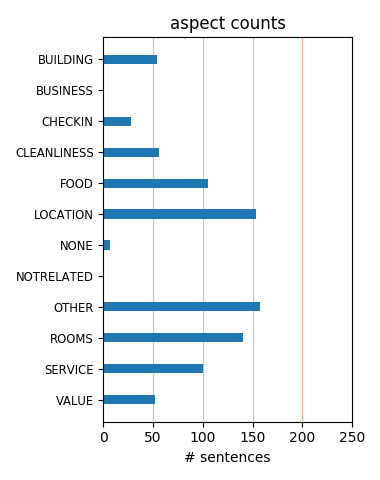 aspect counts
BUILDING
BUSINESS
CHECKIN
CLEANLINESS
FOOD
LOCATION
NONE
NOTRELATED
OTHER
ROOMS
SERVICE
VALUE
0 50 100 150 200 250
# sentences